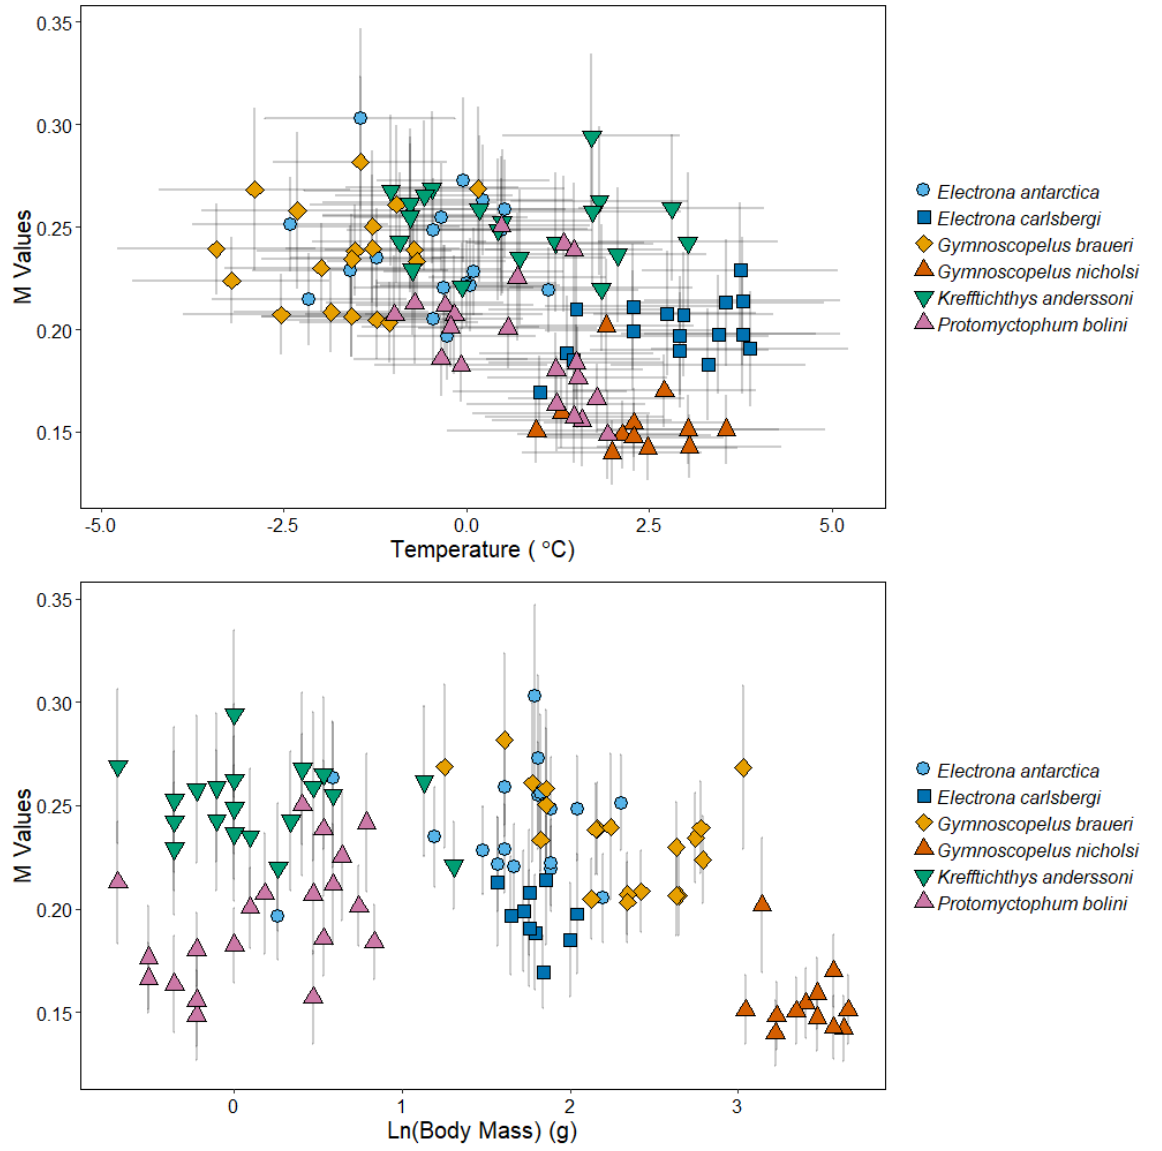 0.35
0.30
0.25
0.20
0.15
M Values
-5.0 -2.5 0.0 2.5 5.0
Temperature ( °C)
Electrona antarctica
Electrona carlsbergi
Gymnoscopelus braueri
Gymnoscopelus nicholsi
Krefftichthys anderssoni
Protomyctophum bolini
0.35
0.30
0.25
0.20
0.15
M Values
0 1 2 3
Ln(Body Mass) (g)
Electrona antarctica
Electrona carlsbergi
Gymnoscopelus braueri
Gymnoscopelus nicholsi
Krefftichthys anderssoni
Protomyctophum bolini